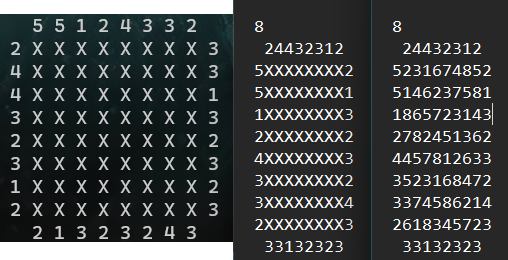 5 5 1 2 4 3 3 2
2 X X X X X X X X 3
4 X X X X X X X X 3
4 X X X X X X X X 1
3 X X X X X X X X 3
2 X X X X X X X X 2
3 X X X X X X X X 3
1 X X X X X X X X 2
2 X X X X X X X X 3
2 1 3 2 3 2 4 3
8
24432312
5XXXXXXXX2
5XXXXXXXX1
1XXXXXXXX3
2XXXXXXXX2
4XXXXXXXX3
3XXXXXXXX2
3XXXXXXXX4
2XXXXXXXX3
33132323
8
24432312
5231674852
5146237581
1865723143
2782451362
4457812633
3523168472
3374586214
2618345723
33132323